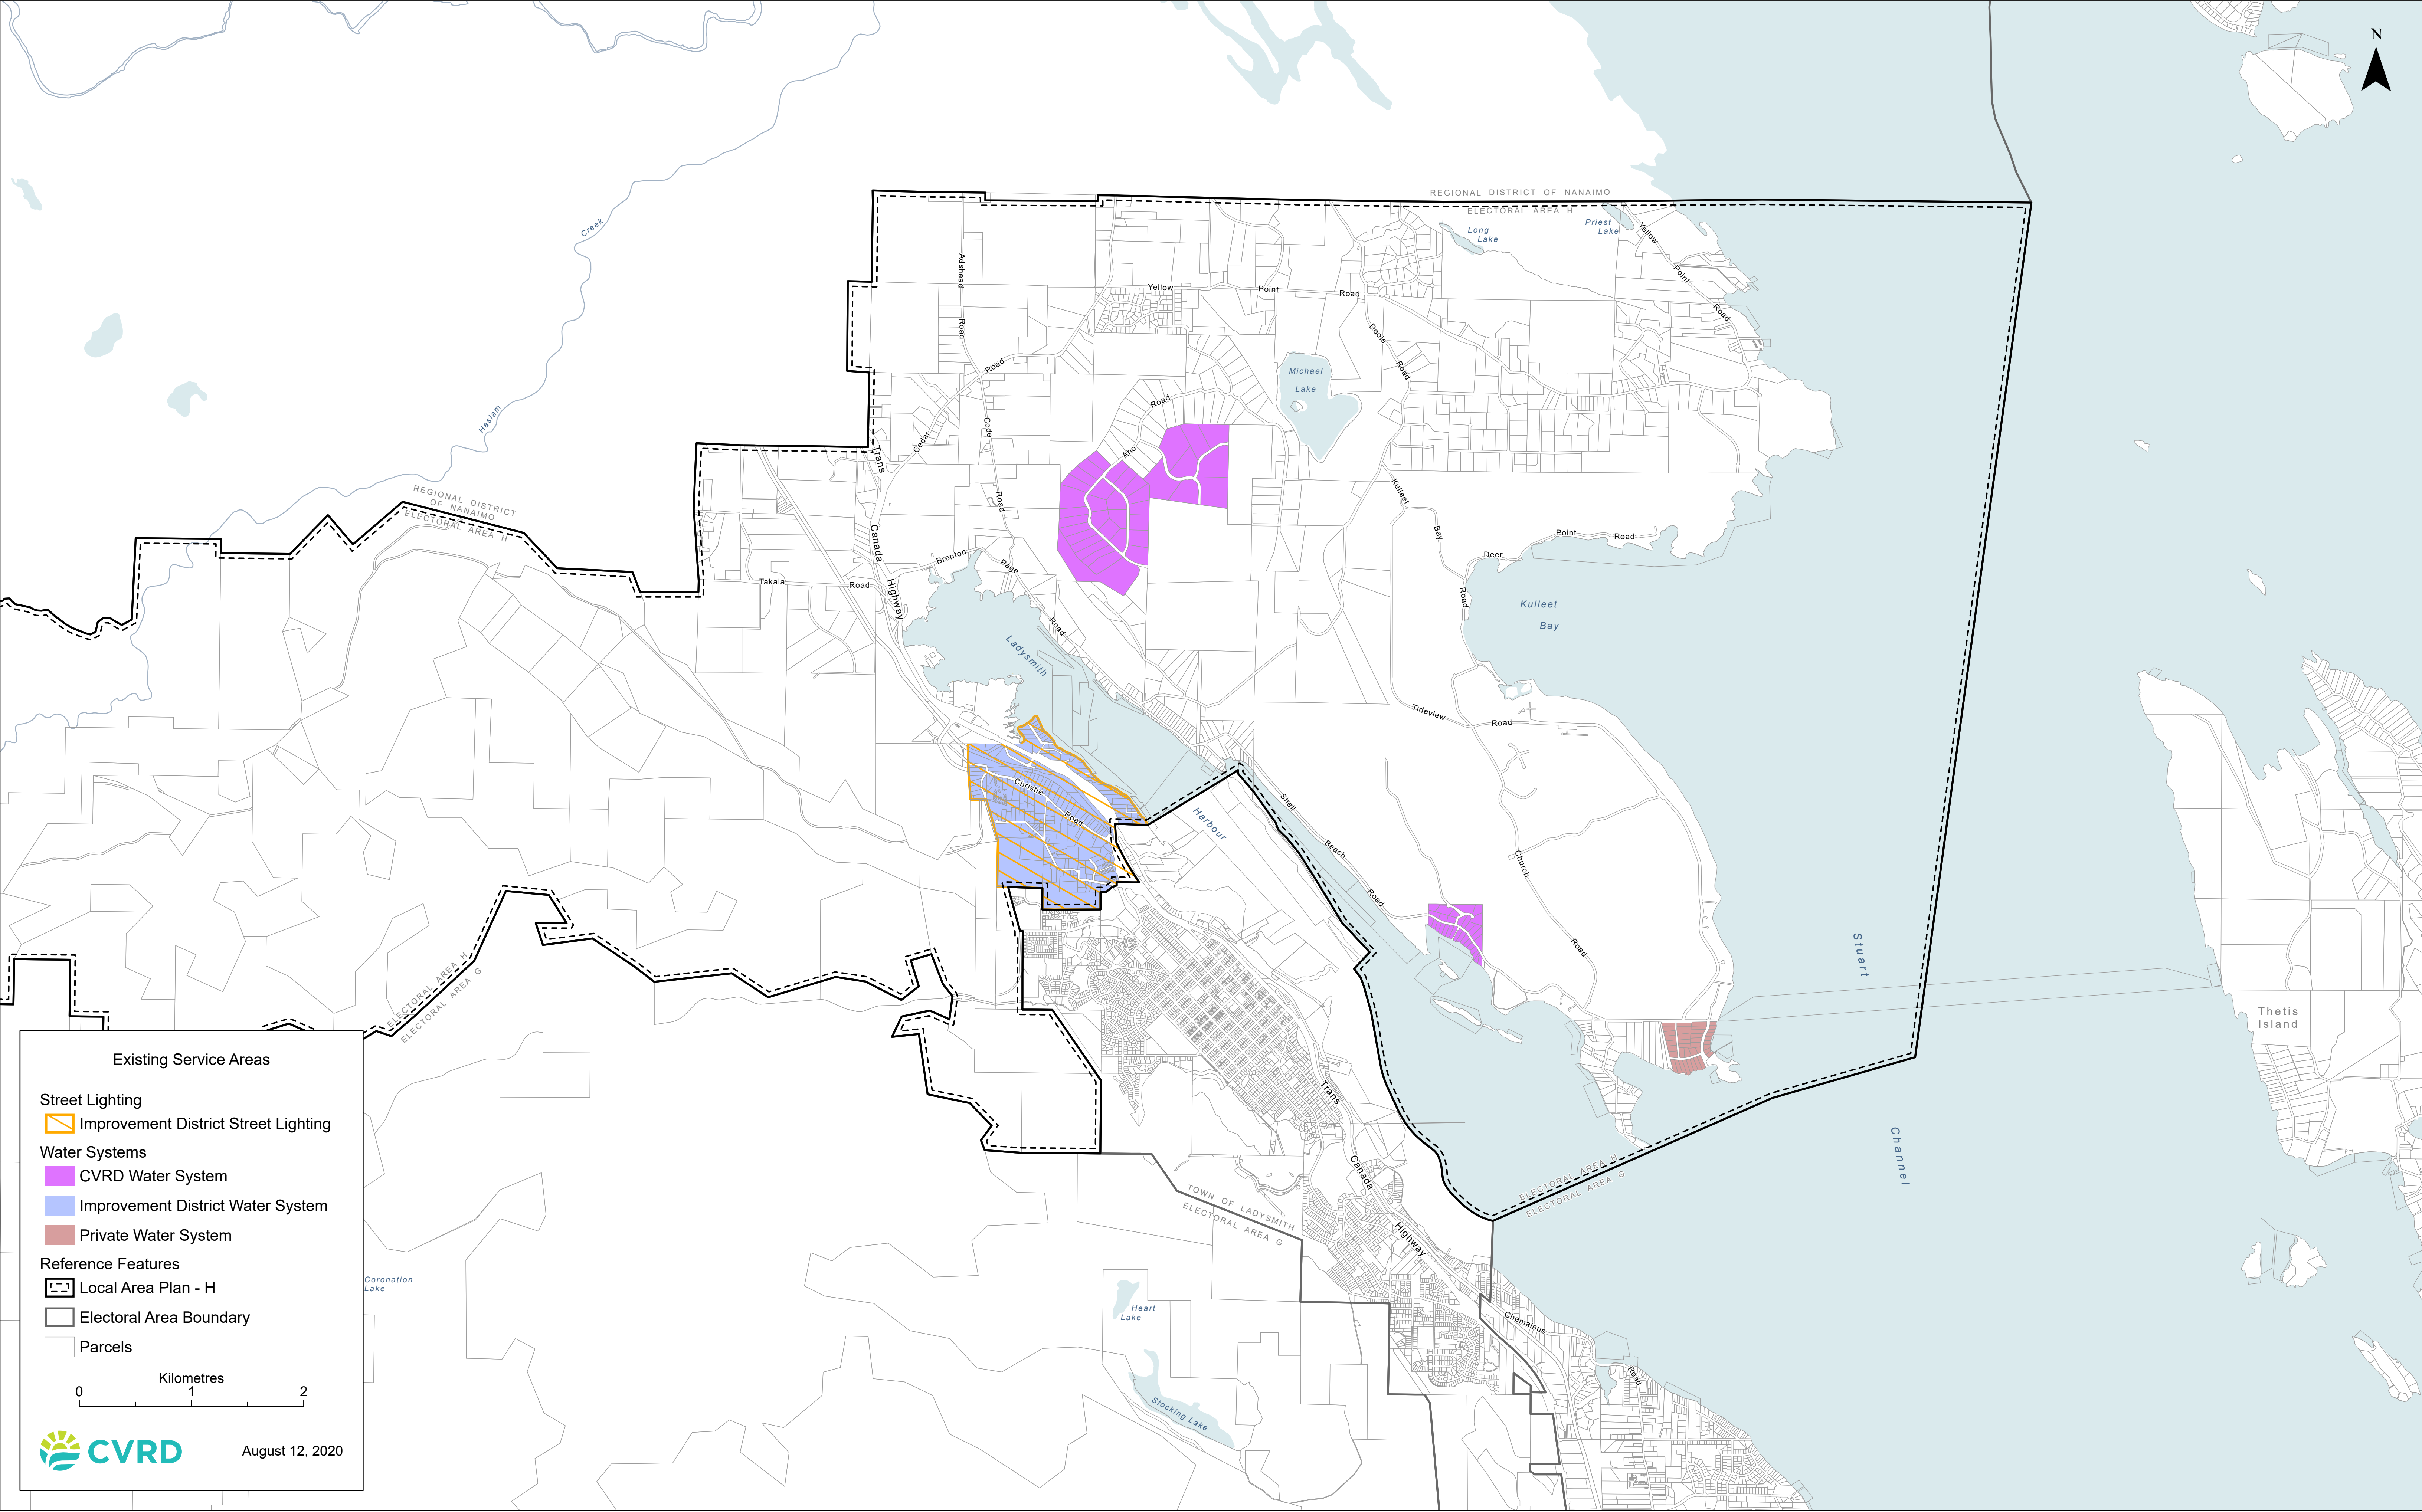 N
REGIONAL DISTRICT OF NANAIMO
ELECTORAL AREA H
Priest
Lake
Long
Lake
Yellow
Point
Road
Creek
Adshead
Road
Yellow
Point
Road
Doole
Road
Michael
Lake
Road
Haslam
Cedar
Code
Road
Aho
Road
Trans
Canada
Highway
REGIONAL DISTRICT
OF NANAIMO
ELECTORAL AREA H
Kulleet
Bay
Road
Deer
Point
Road
Brenton
Page
Road
Takala
Road
Kulleet
Bay
Ladysmith
Harbour
Tideview
Road
Christie
Road
Shell
Beach
Road
Church
Road
Stuart
Channel
Thetis
Island
ELECTORAL AREA H
ELECTORAL AREA G
ELECTORAL AREA H
ELECTORAL AREA G
Trans
Canada
Highway
TOWN OF LADYSMITH
ELECTORAL AREA G
Coronation
Lake
Heart
Lake
Stocking Lake
Chemainus
Road
Existing Service Areas
Street Lighting
Improvement District Street Lighting
Water Systems
CVRD Water System
Improvement District Water System
Private Water System
Reference Features
Local Area Plan - H
Electoral Area Boundary
Parcels
Kilometres
0 1 2
CVRD
August 12, 2020